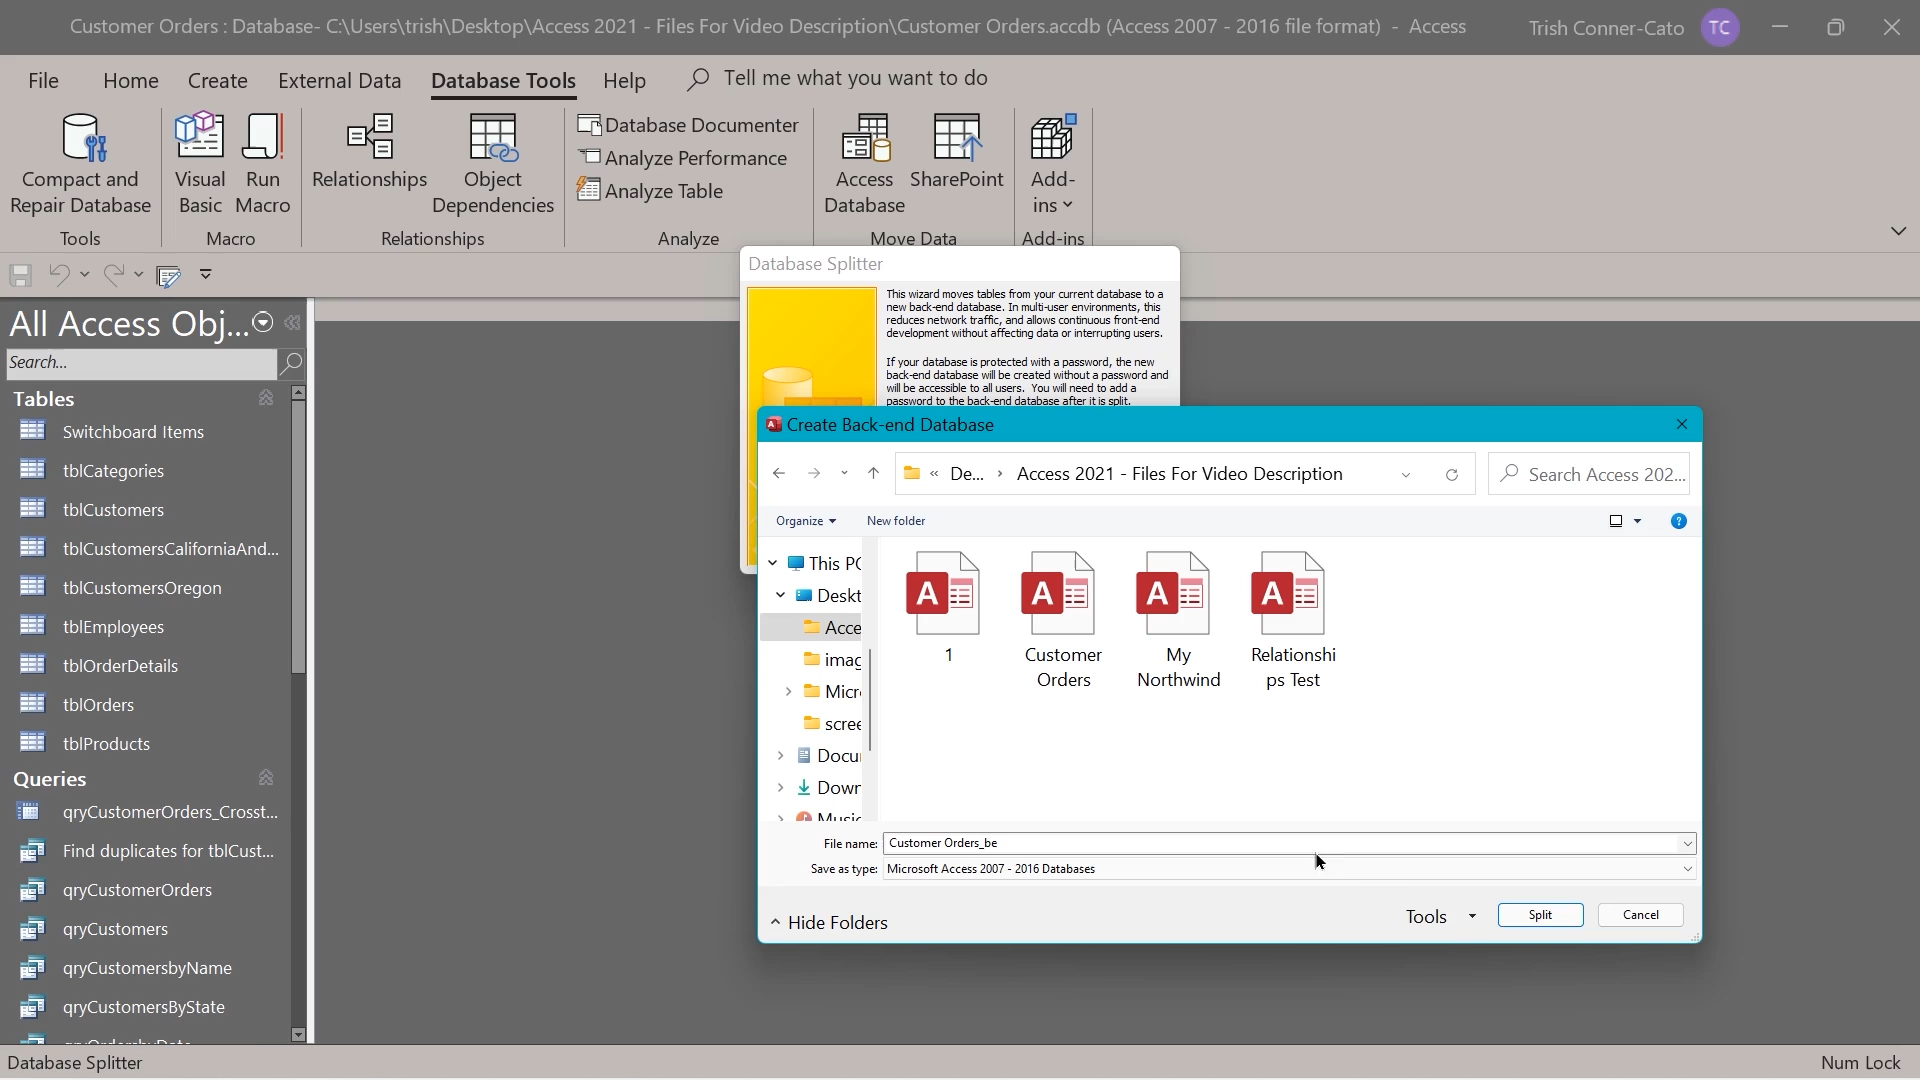 Customer Orders : Database- C:\Users\trish\Desktop\Access 2021 - Files For Video Description\Customer Orders.accdb (Access 2007 - 2016 file format) - Access
Trish Conner-Cato
TC
File Home Create External Data Database Tools Help Tell me what you want to do
Compact and
Repair Database
Tools
Visual
Basic
Run
Macro
Macro
Relationships
Object
Dependencies
Relationships
Database Documenter
Analyze Performance
Analyze Table
Analyze
Access
Database
SharePoint
Move Data
Add-
ins
Add-ins
All Access Obj...
Search...
Tables
Switchboard Items
tblCategories
tblCustomers
tblCustomersCaliforniaAnd...
tblCustomersOregon
tblEmployees
tblOrderDetails
tblOrders
tblProducts
Queries
qryCustomerOrders_Crosst...
Find duplicates for tblCust...
qryCustomerOrders
qryCustomers
qryCustomersbyName
qryCustomersByState
Database Splitter
This wizard moves tables from your current database to a
new back-end database. In multi-user environments, this
reduces network traffic, and allows continuous front-end
development without affecting data or interrupting users.
If your database is protected with a password, the new
back-end database will be created without a password and
will be accessible to all users. You will need to add a
password to the back-end database after it is split.
Create Back-end Database
« De... › Access 2021 - Files For Video Description
Search Access 202...
Organize New folder
This PC
Deskt
Acce
imag
Micr
scree
Docu
Down
Music
A
1
A
Customer
Orders
A
My
Northwind
A
Relationshi
ps Test
File name: Customer Orders_be
Save as type: Microsoft Access 2007 - 2016 Databases
Hide Folders
Tools
Split
Cancel
Database Splitter
Num Lock